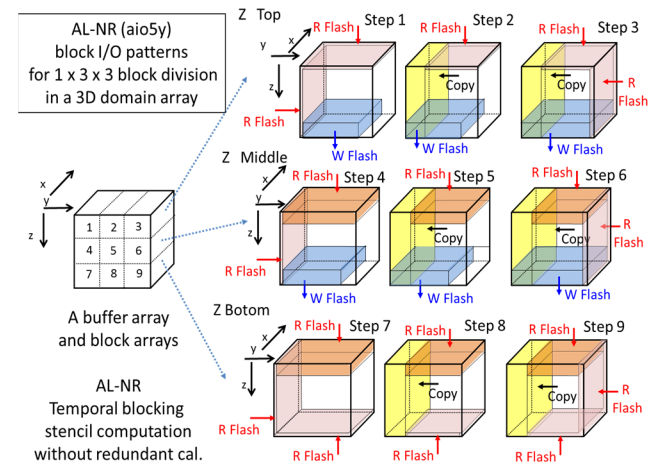 AL-NR (aio5y)
block I/O patterns
for 1 x 3 x 3 block division
in a 3D domain array
Z Top
Step 1
Step 2
Step 3
R Flash
R Flash
R Flash
x
y
z
Copy
Copy
R Flash
R
Flash
W Flash
W Flash
W Flash
Z Middle
Step 4
Step 5
Step 6
R Flash
R Flash
R Flash
x
y
z
Copy
Copy
R Flash
R
Flash
W Flash
W Flash
W Flash
x
y
z
1 2 3
4 5 6
7 8 9
A buffer array
and block arrays
Z Botom
Step 7
Step 8
Step 9
R Flash
R Flash
R Flash
x
y
z
Copy
Copy
R Flash
R
Flash
R Flash
R Flash
R Flash
AL-NR
Temporal blocking
stencil computation
without redundant cal.